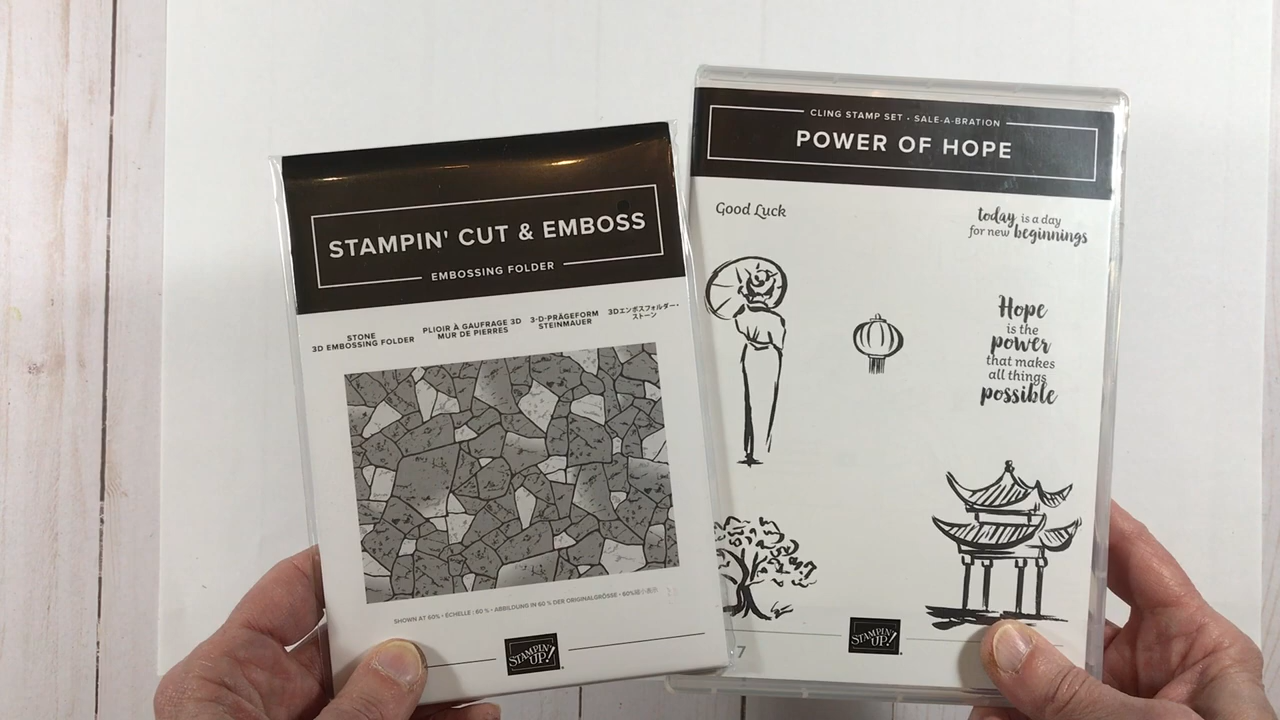 STAMPIN' CUT & EMBOSS
EMBOSSING FOLDER
STONE
3D EMBOSSING FOLDER
PLIOIR À GAUFRAGE 3D
MUR DE PIERRES
3-D-PRÄGEFORM
STEINMAUER
3Dエンボスフォルダー・
ストーン
SHOWN AT 60% • ÉCHELLE : 60 % • ABBILDUNG IN 60 % DER ORIGINALGRÖSSE • 60%
STAMPIN'
UP!
CLING STAMP SET • SALE-A-BRATION
POWER OF HOPE
Good Luck
today is a day
for new beginnings
Hope
is the
power
that makes
all things
possible
7
STAMPIN'
UP!